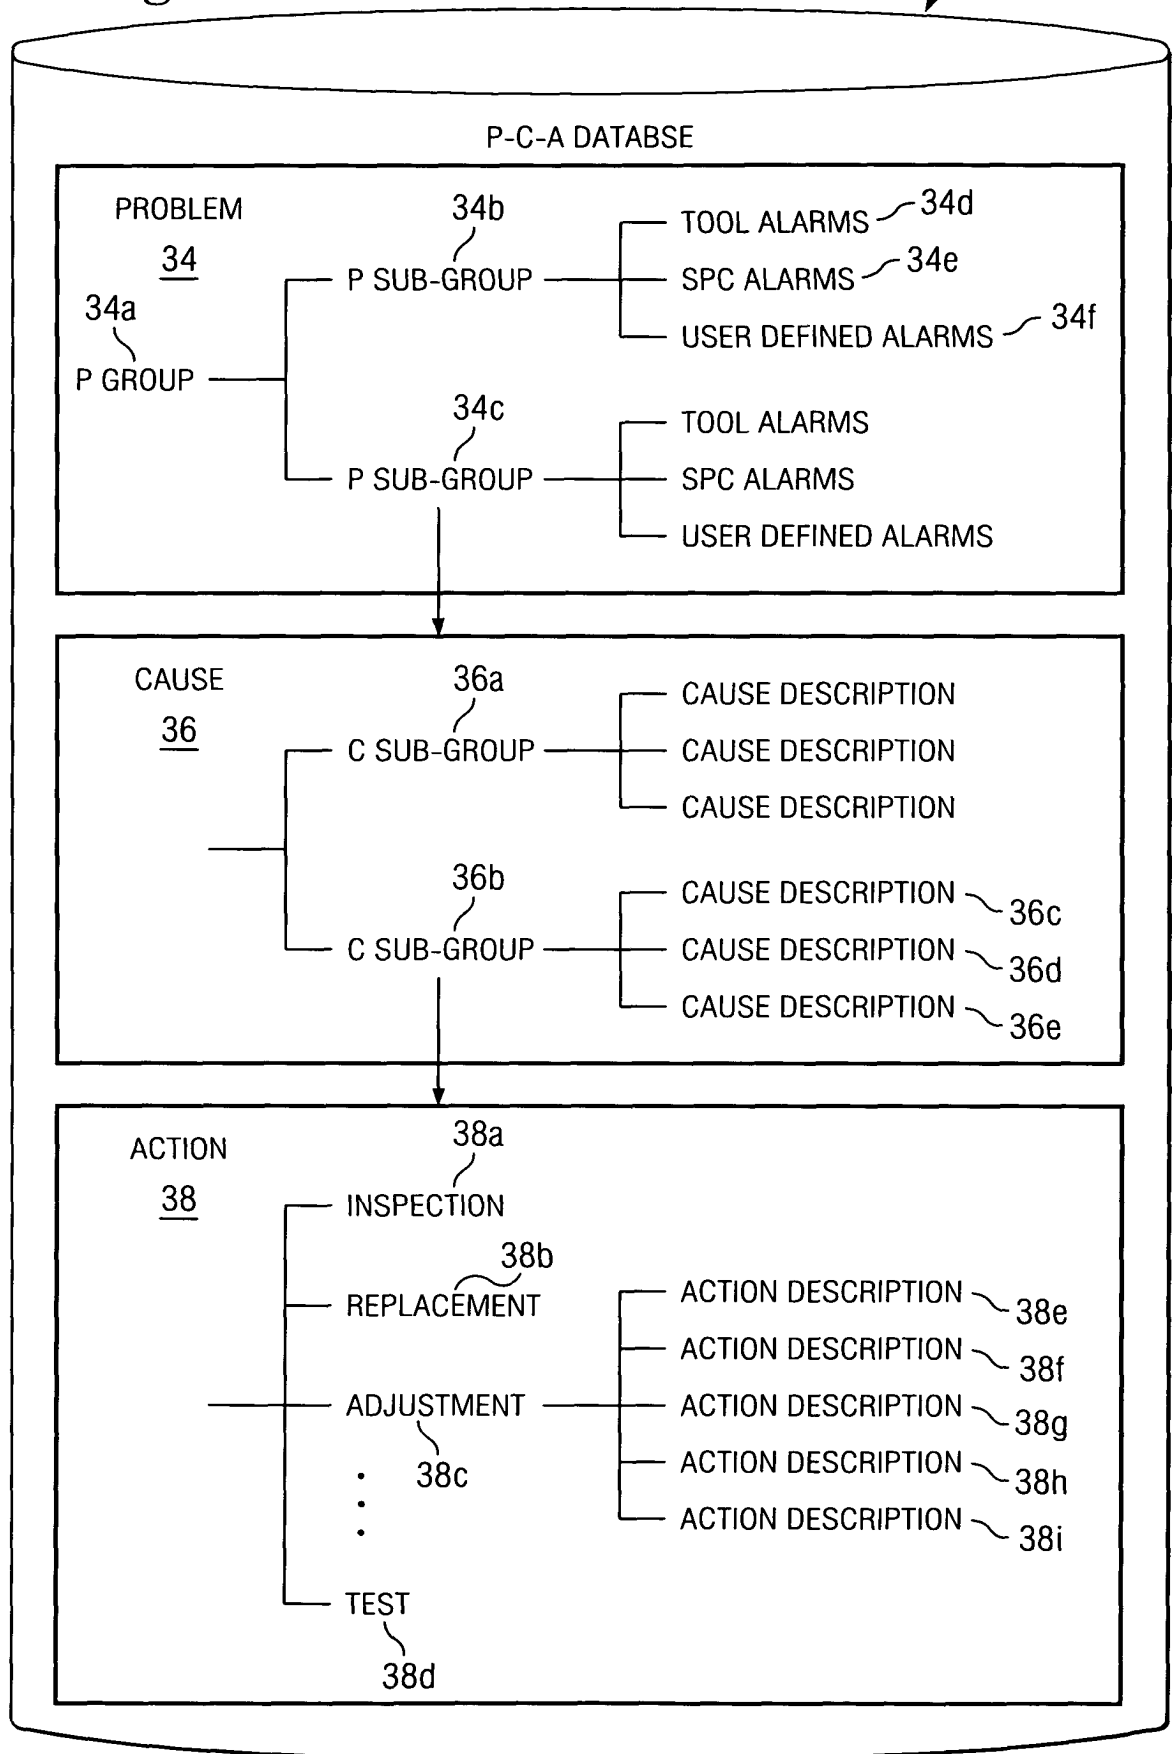 P-C-A DATABSE
PROBLEM
34
34a
P GROUP
34b
P SUB-GROUP
TOOL ALARMS 34d
SPC ALARMS 34e
USER DEFINED ALARMS 34f
34c
P SUB-GROUP
TOOL ALARMS
SPC ALARMS
USER DEFINED ALARMS
CAUSE
36
36a
C SUB-GROUP
CAUSE DESCRIPTION
CAUSE DESCRIPTION
CAUSE DESCRIPTION
36b
C SUB-GROUP
CAUSE DESCRIPTION 36c
CAUSE DESCRIPTION 36d
CAUSE DESCRIPTION 36e
ACTION
38
38a
INSPECTION
38b
REPLACEMENT
ADJUSTMENT
38c
ACTION DESCRIPTION 38e
ACTION DESCRIPTION 38f
ACTION DESCRIPTION 38g
ACTION DESCRIPTION 38h
ACTION DESCRIPTION 38i
TEST
38d